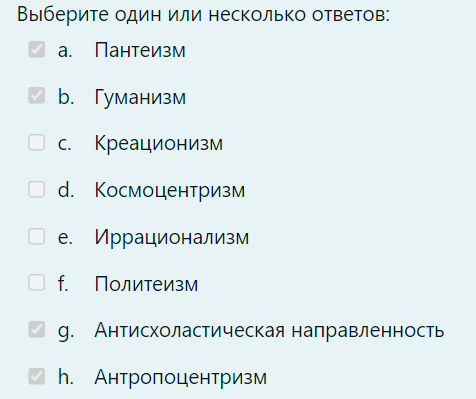 Выберите один или несколько ответов:
a. Пантеизм
b. Гуманизм
c. Креационизм
d. Космоцентризм
e. Иррационализм
f. Политеизм
g. Антисхоластическая направленность
h. Антропоцентризм